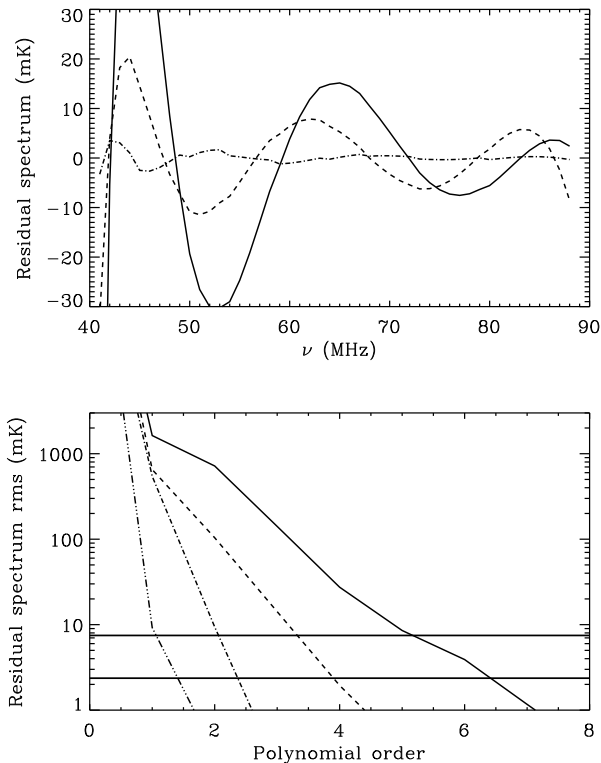 Residual spectrum (mK)
30
20
10
0
−10
−20
−30
40 50 60 70 80 90
ν (MHz)
Residual spectrum rms (mK)
1000
100
10
1
0 2 4 6 8
Polynomial order